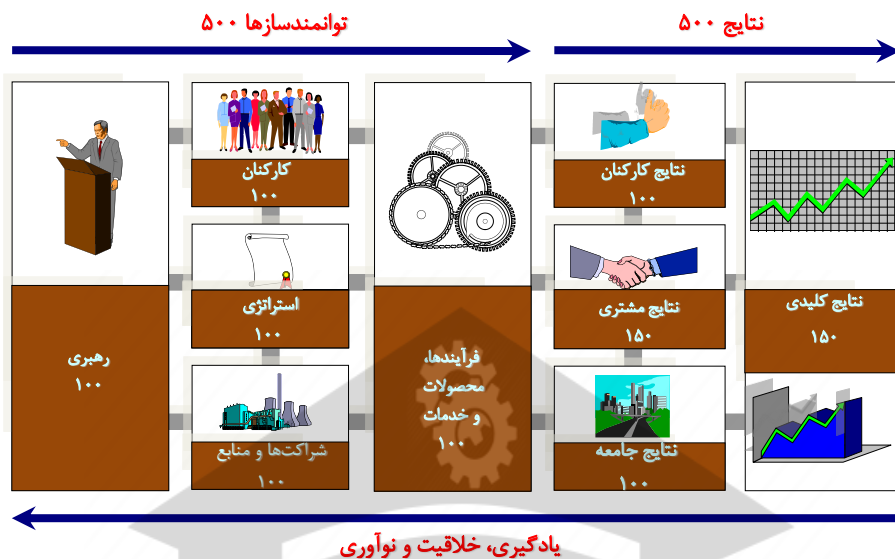 توانمندسازها ۵۰۰
نتایج ۵۰۰
رهبری
۱۰۰
کارکنان
۱۰۰
استراتژی
۱۰۰
شراکت‌ها و منابع
۱۰۰
فرآیندها،
محصولات
و خدمات
۱۰۰
نتایج کارکنان
۱۰۰
نتایج مشتری
۱۵۰
نتایج جامعه
۱۰۰
نتایج کلیدی
۱۵۰
یادگیری، خلاقیت و نوآوری